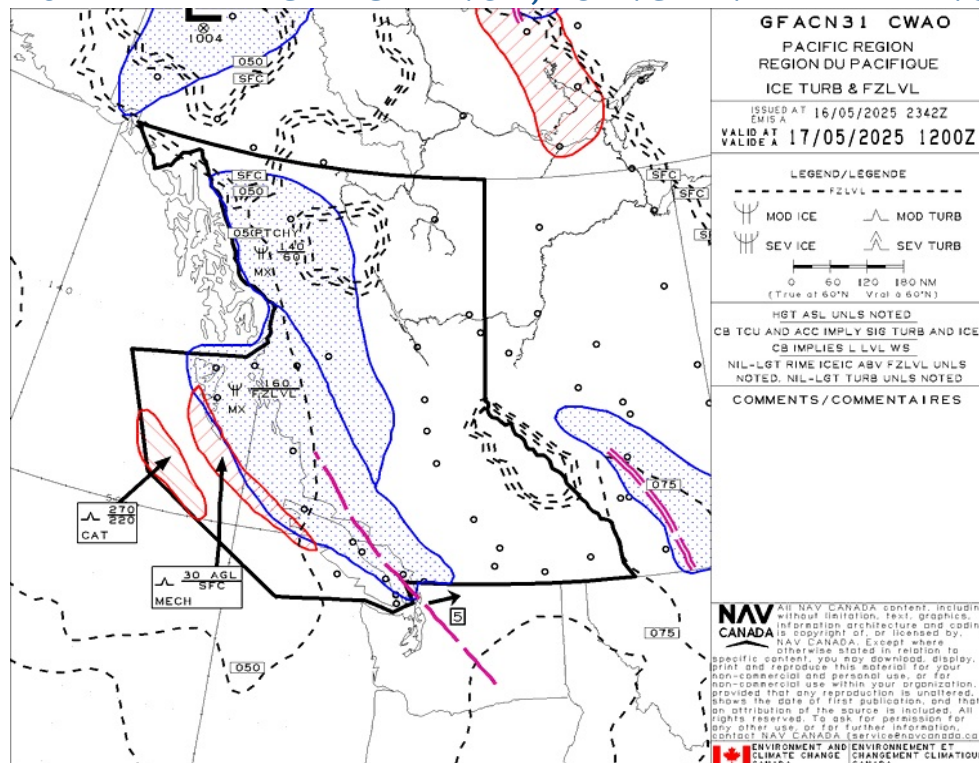 GFACN31 CWAO
PACIFIC REGION
REGION DU PACIFIQUE
ICE TURB & FZLVL
ISSUED AT
EMIS A
16/05/2025 2342Z
VALID AT
VALIDE A
17/05/2025 1200Z
LEGEND/LÉGENDE
FZLVL
MOD ICE
MOD TURB
SEV ICE
SEV TURB
0 60 120 180 NM
(True at 60°N Vrai à 60°N)
HGT ASL UNLS NOTED
CB TCU AND ACC IMPLY SIG TURB AND ICE
CB IMPLIES L LVL WS
NIL-LGT RIME ICEIC ABV FZLVL UNLS
NOTED. NIL-LGT TURB UNLS NOTED
COMMENTS/COMMENTAIRES
L
1004
050
SFC
SFC
050
SFC
SFC
140
PTCHY
140
60
MX
160
FZLVL
MX
075
270
220
CAT
30 AGL
SFC
MECH
5
050
075
NAV
CANADA
All NAV CANADA content, including
without limitation, text, graphics,
information architecture and coding
is copyright of, or licensed by,
NAV CANADA. Except where
otherwise stated in relation to
specific content, you may download, display,
print and reproduce this material for your
non-commercial and personal use, or for
non-commercial use within your organization,
provided that any reproduction is unaltered,
shows the date of first publication, and that
an attribution of the source is included. All
rights reserved. To ask for permission for
any other use, or for further information,
contact NAV CANADA (service@navcanada.ca
ENVIRONMENT AND
CLIMATE CHANGE
ENVIRONNEMENT ET
CHANGEMENT CLIMATIQUE